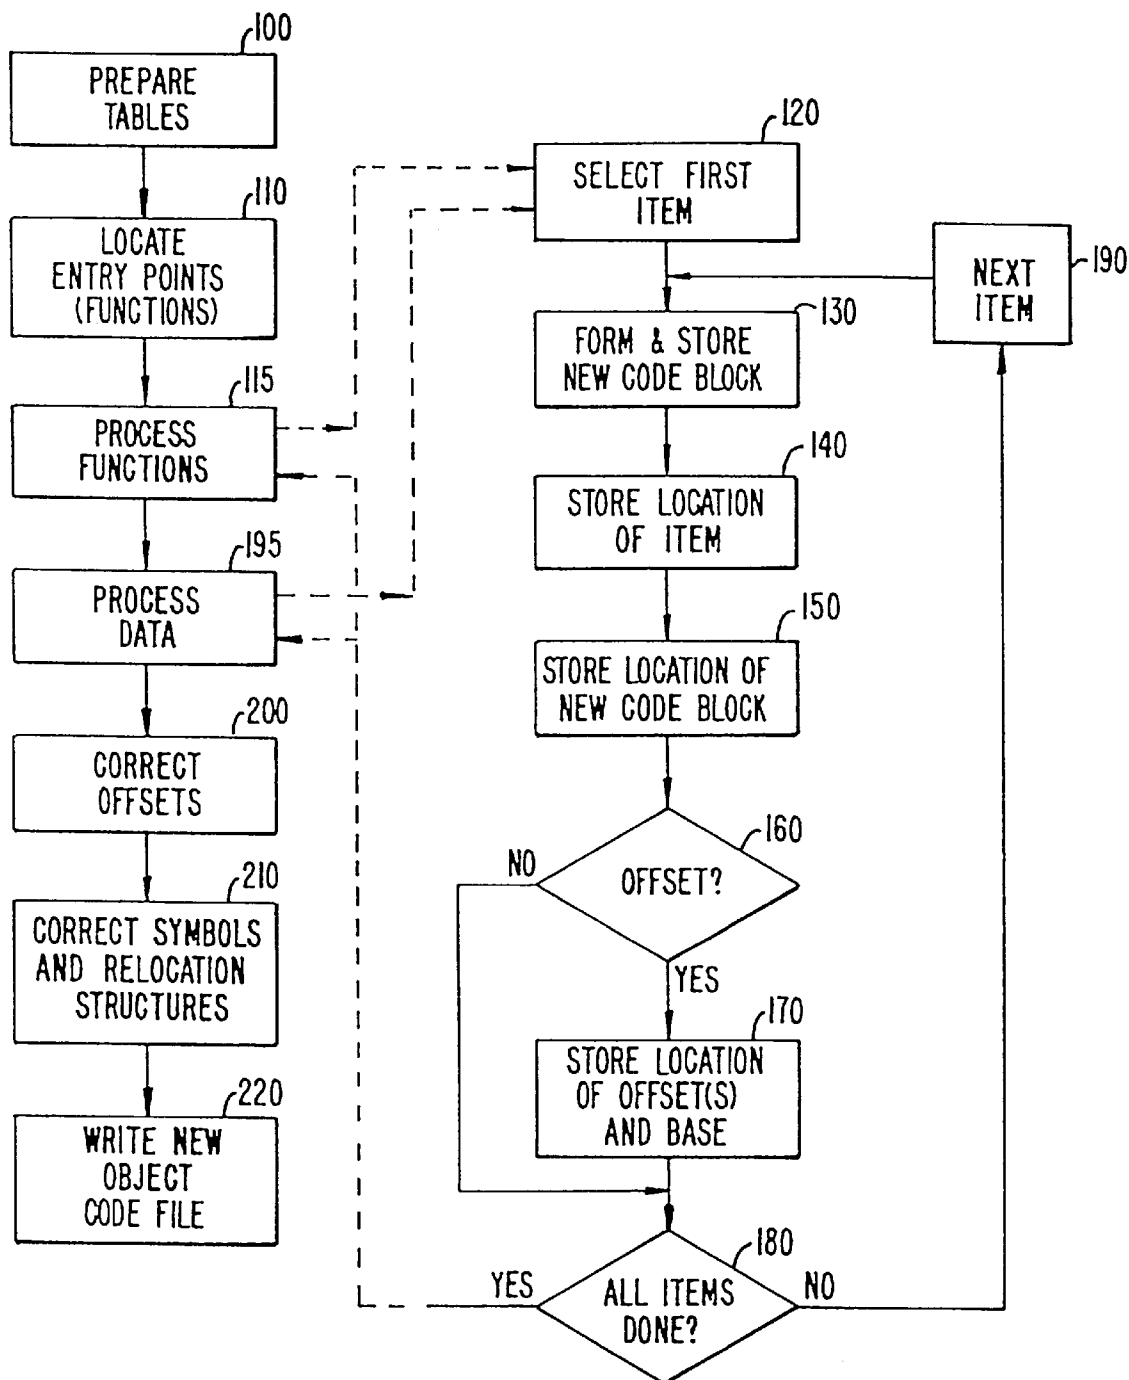 100
PREPARE
TABLES
110
LOCATE
ENTRY POINTS
(FUNCTIONS)
115
PROCESS
FUNCTIONS
195
PROCESS
DATA
200
CORRECT
OFFSETS
210
CORRECT SYMBOLS
AND RELOCATION
STRUCTURES
220
WRITE NEW
OBJECT
CODE FILE
120
SELECT FIRST
ITEM
130
FORM & STORE
NEW CODE BLOCK
140
STORE LOCATION
OF ITEM
150
STORE LOCATION OF
NEW CODE BLOCK
160
OFFSET?
NO
YES
170
STORE LOCATION
OF OFFSET(S)
AND BASE
180
ALL ITEMS
DONE?
YES
NO
190
NEXT
ITEM